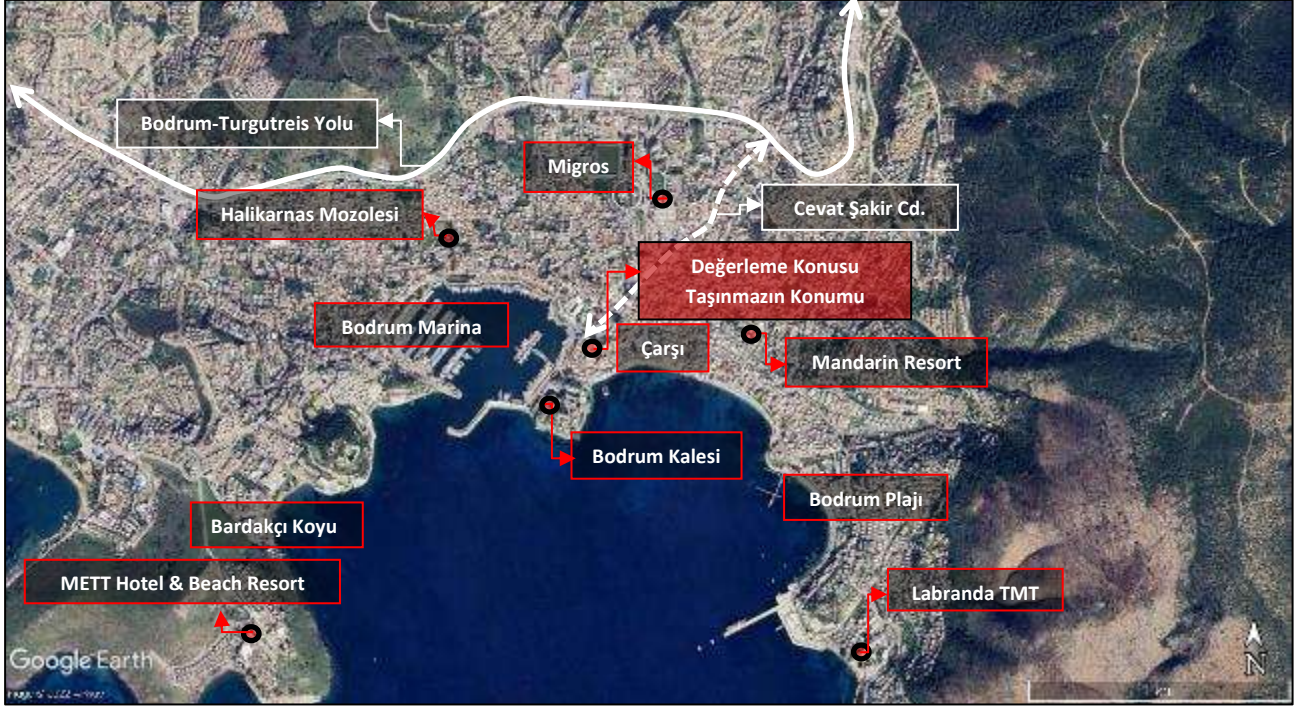 Bodrum-Turgutreis Yolu
Migros
Halikarnas Mozolesi
Cevat Şakir Cd.
Değerleme Konusu
Taşınmazın Konumu
Bodrum Marina
Çarşı
Mandarin Resort
Bodrum Kalesi
Bodrum Plajı
Bardakçı Koyu
METT Hotel & Beach Resort
Labranda TMT
Google Earth
N